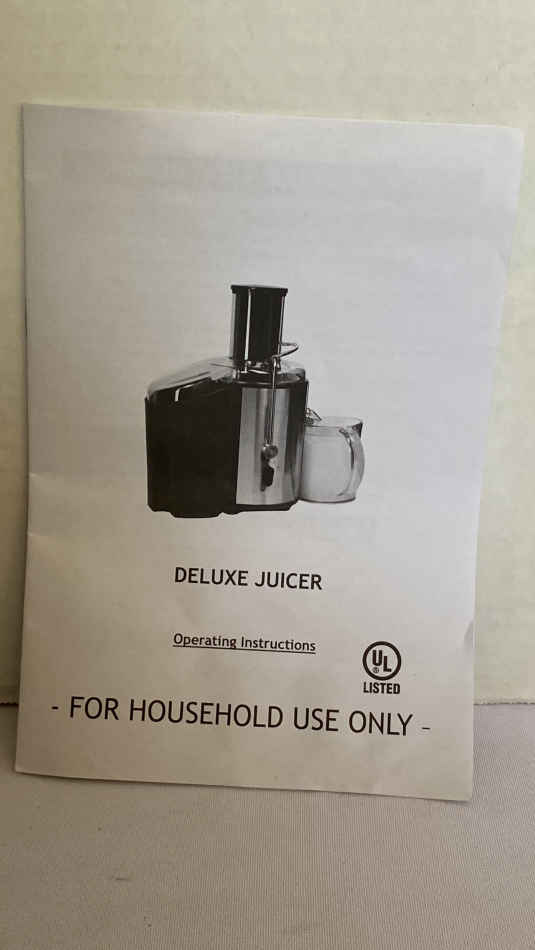 DELUXE JUICER
Operating Instructions
UL
®
LISTED
- FOR HOUSEHOLD USE ONLY -